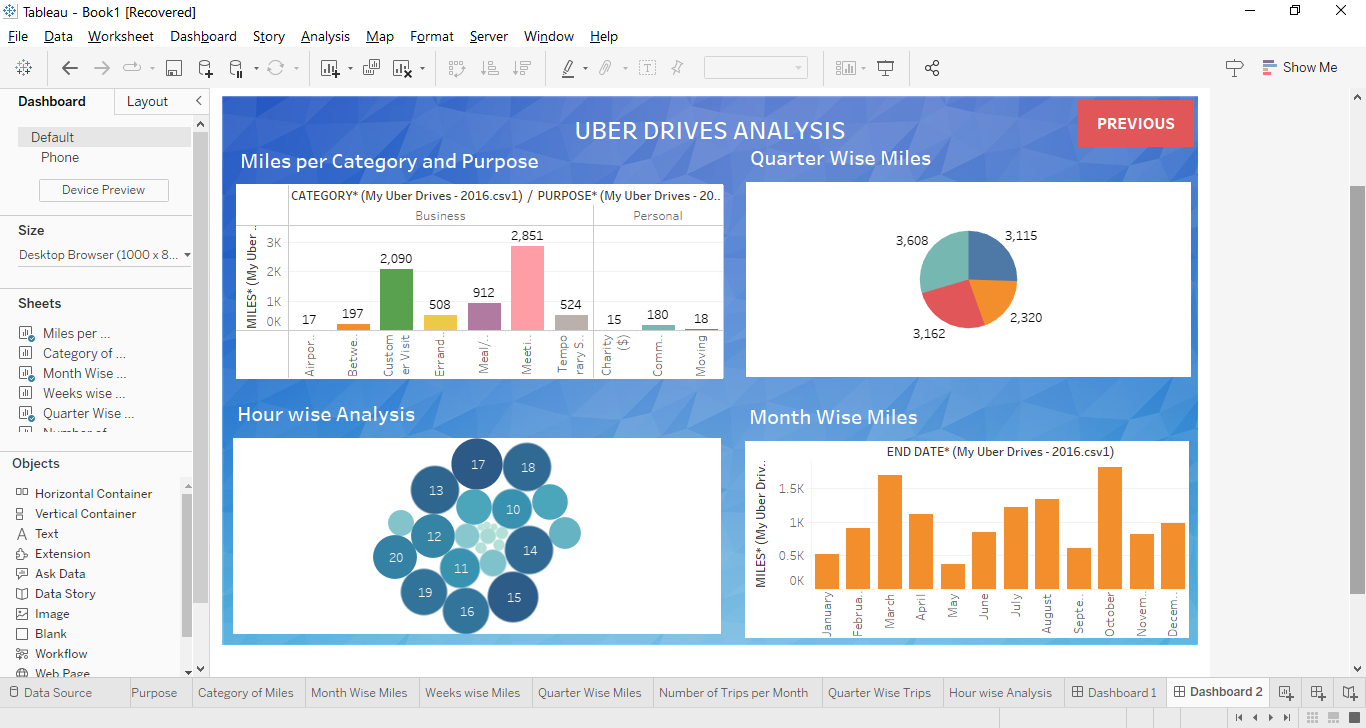 Tableau - Book1 [Recovered]
File Data Worksheet Dashboard Story Analysis Map Format Server Window Help
Show Me
Dashboard Layout
Default
Phone
Device Preview
Size
Desktop Browser (1000 x 8...
Sheets
Miles per ...
Category of ...
Month Wise ...
Weeks wise ...
Quarter Wise ...
Objects
Horizontal Container
Vertical Container
Text
Extension
Ask Data
Data Story
Image
Blank
Workflow
Web Page
UBER DRIVES ANALYSIS
PREVIOUS
Miles per Category and Purpose
CATEGORY* (My Uber Drives - 2016.csv1) / PURPOSE* (My Uber Drives - 20..
Business Personal
MILES* (My Uber ..
3K
2K
1K
0K
17 197 2,090 508 912 2,851 524 15 180 18
Airpor..
Betwe..
Custom
er Visit
Errand..
Meal/..
Meeti..
Tempo
rary S..
Charity
($)
Comm..
Moving
Quarter Wise Miles
3,608 3,115
2,320
3,162
Hour wise Analysis
17
18
13
10
12
14
20
11
19
15
16
Month Wise Miles
END DATE* (My Uber Drives - 2016.csv1)
MILES* (My Uber Driv..
1.5K
1K
0.5K
0K
January
Februa..
March
April
May
June
July
August
Septe..
October
Novem..
Decem..
Data Source Purpose Category of Miles Month Wise Miles Weeks wise Miles Quarter Wise Miles Number of Trips per Month Quarter Wise Trips Hour wise Analysis Dashboard 1 Dashboard 2